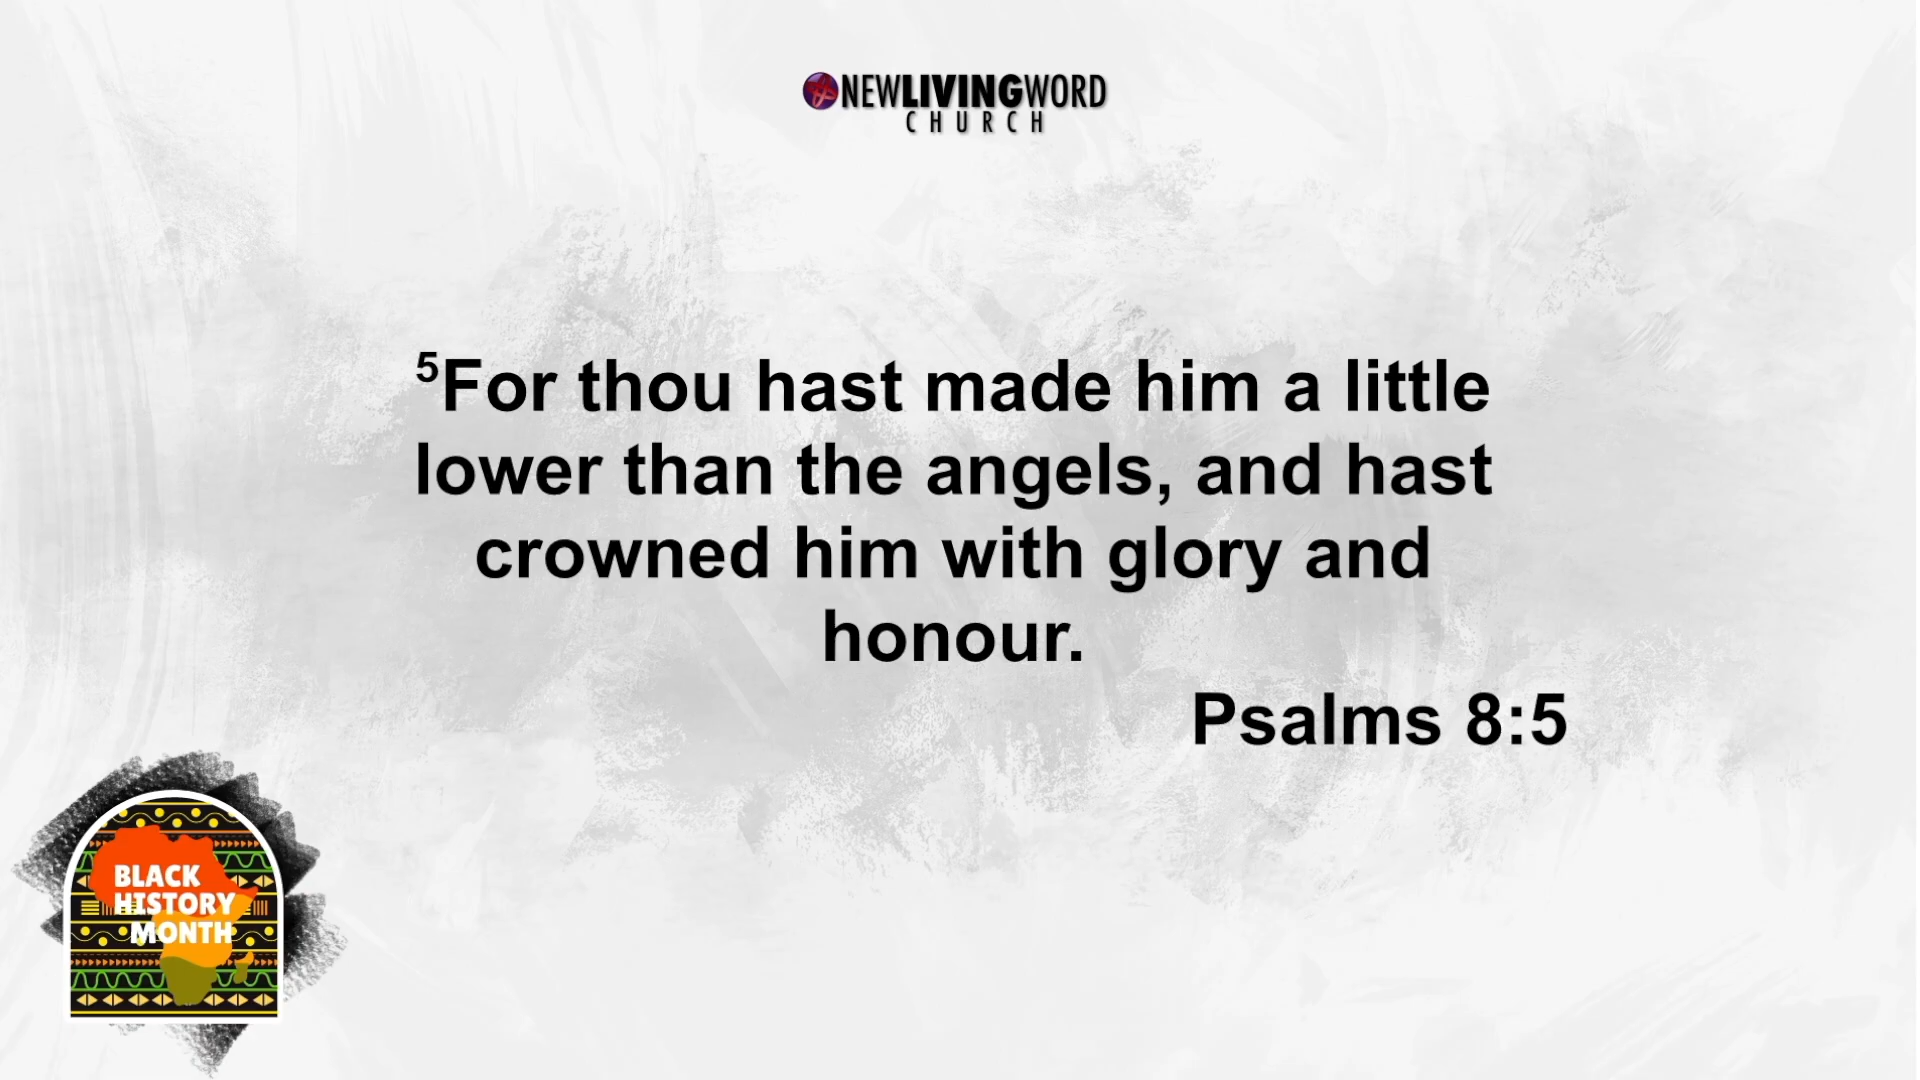 NEWLIVINGWORD
CHURCH
⁵For thou hast made him a little
lower than the angels, and hast
crowned him with glory and
honour.
Psalms 8:5
BLACK
HISTORY
MONTH